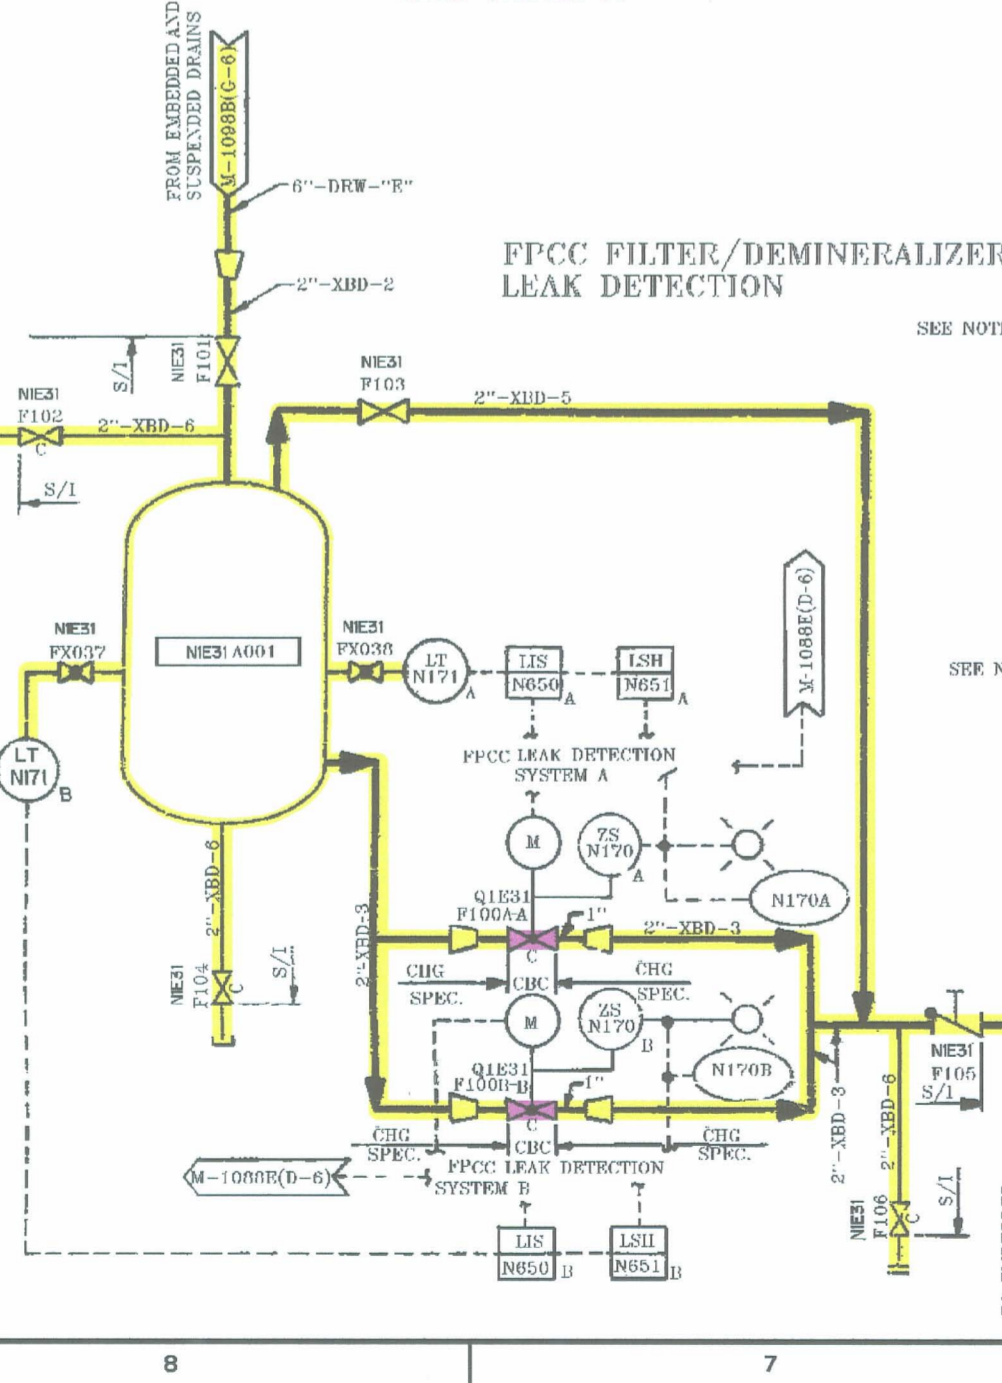 FROM EMBEDDED AND
SUSPENDED DRAINS
M-1098B(G-6)
6"-DRW-"E"
FPCC FILTER/DEMINERALIZER
LEAK DETECTION
2"-XBD-2
SEE
S/I
N1E31
F101
N1E31
F103
2"-XBD-5
N1E31
F102
C
2"-XBD-6
S/I
N1E31
FX037
N1E31 A001
N1E31
FX038
LT
N171
A
LIS
N650
A
LSH
N651
A
M-1088E(D-6)
SEE
LT
N171
B
FPCC LEAK DETECTION
SYSTEM A
M
ZS
N170
A
N170A
2"-XBD-6
2"-XBD-3
Q1E31
F100A-A
1"
2"-XBD-3
C
N1E31
F104
C
S/I
CHG
SPEC.
CBC
CHG
SPEC.
M
ZS
N170
B
N170B
Q1E31
F100B-B
1"
C
N1E31
F105
S/I
2"-XBD-3
2"-XBD-6
CHG
SPEC.
CBC
CHG
SPEC.
FPCC LEAK DETECTION
SYSTEM B
M-1088E(D-6)
N1E31
F106
C
S/I
LIS
N650
B
LSH
N651
B
8
7